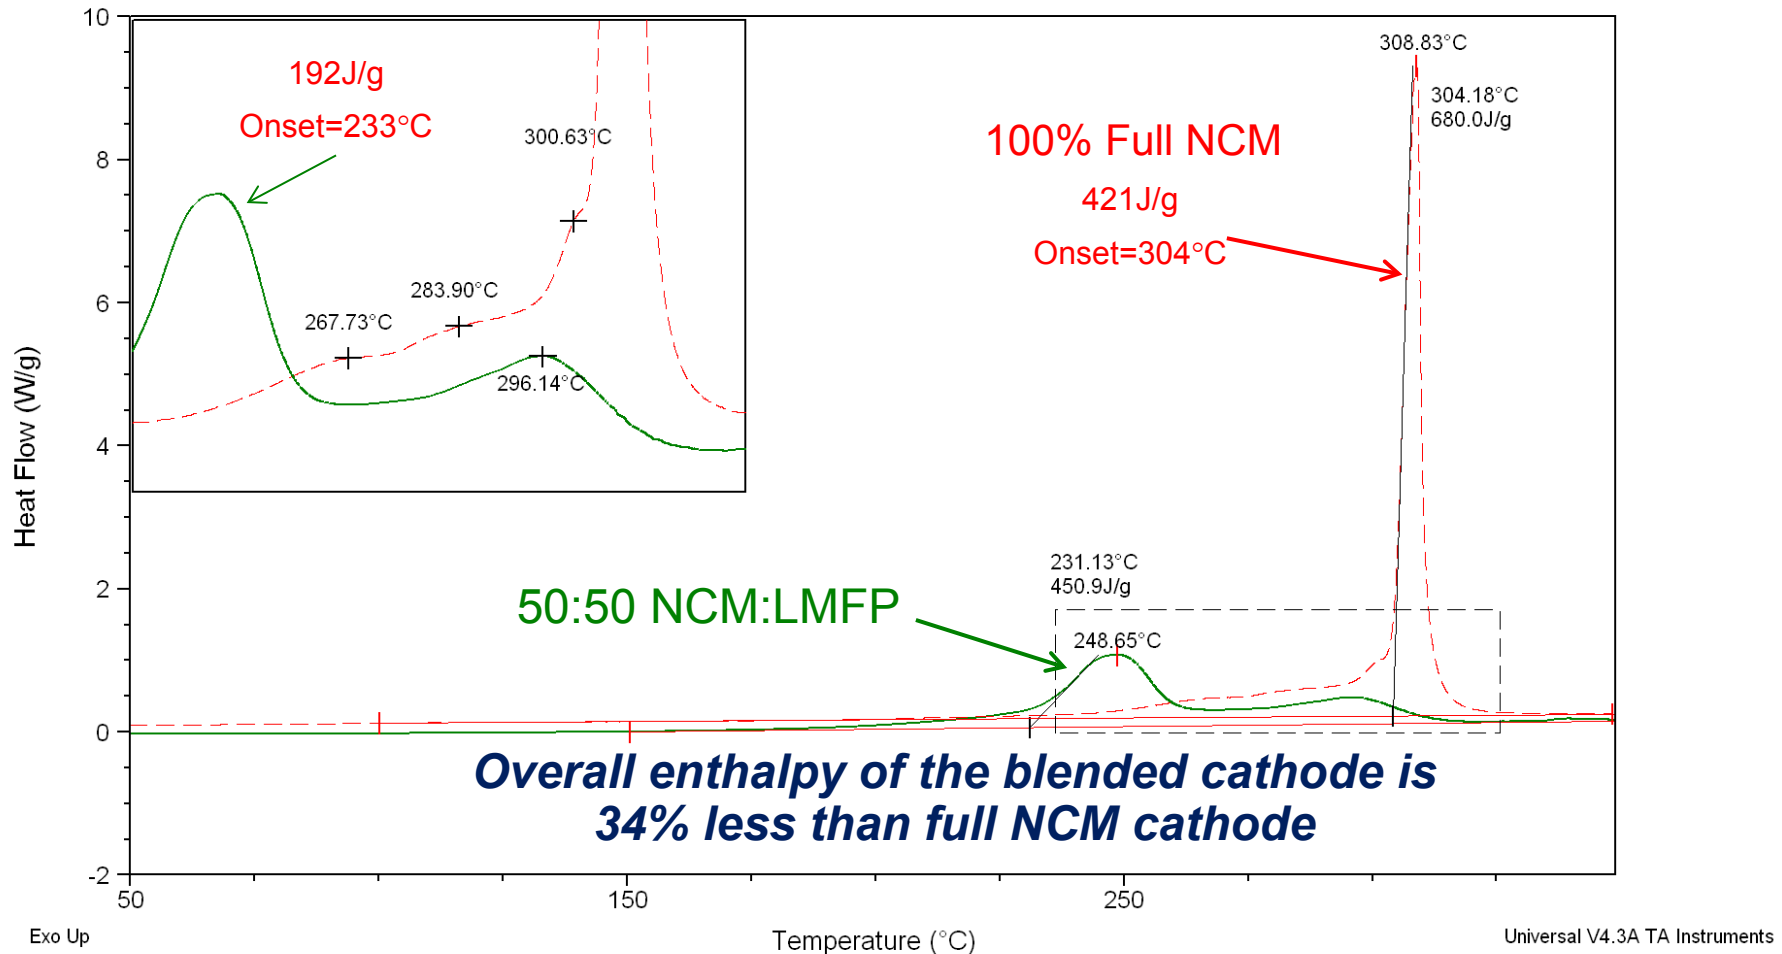 10
8
6
4
2
0
-2
Heat Flow (W/g)
192J/g
Onset=233°C
300.63°C
283.90°C
267.73°C
296.14°C
308.83°C
304.18°C
680.0J/g
100% Full NCM
421J/g
Onset=304°C
231.13°C
450.9J/g
50:50 NCM:LMFP
248.65°C
Overall enthalpy of the blended cathode is
34% less than full NCM cathode
50
150
250
Exo Up
Temperature (°C)
Universal V4.3A TA Instruments